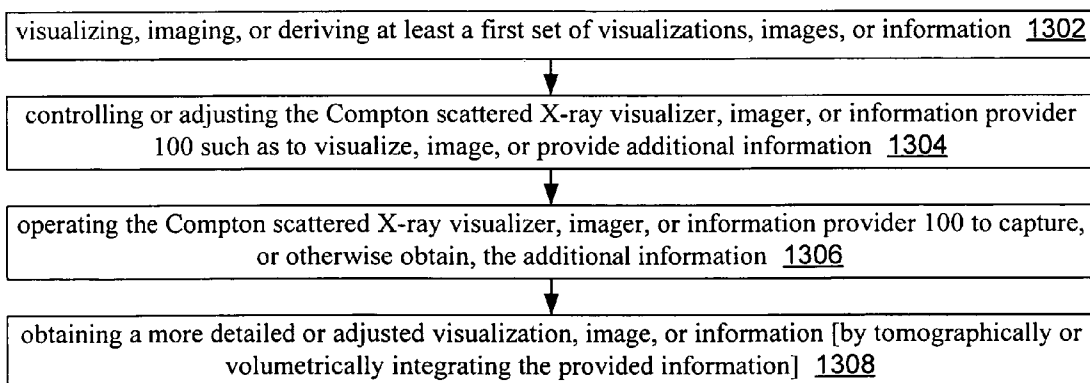 visualizing, imaging, or deriving at least a first set of visualizations, images, or information 1302
controlling or adjusting the Compton scattered X-ray visualizer, imager, or information provider
100 such as to visualize, image, or provide additional information 1304
operating the Compton scattered X-ray visualizer, imager, or information provider 100 to capture,
or otherwise obtain, the additional information 1306
obtaining a more detailed or adjusted visualization, image, or information [by tomographically or
volumetrically integrating the provided information] 1308